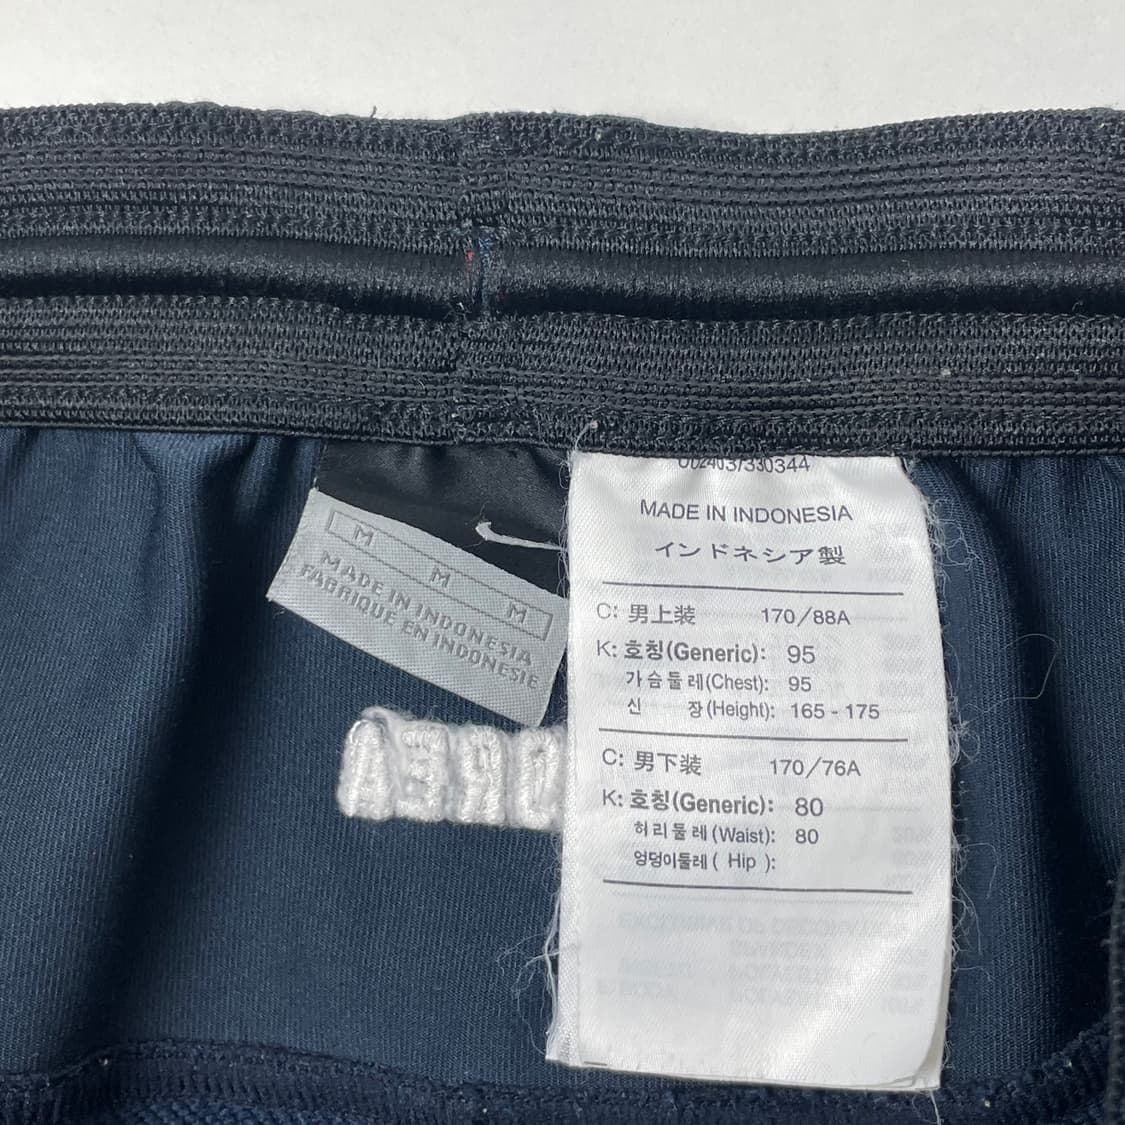 M M M
MADE IN INDONESIA
FABRIQUE EN INDONESIE
002403/330344
MADE IN INDONESIA
インドネシア製
C: 男上装 170/88A
K: 호칭(Generic): 95
가슴둘레(Chest): 95
신 장(Height): 165 - 175
C: 男下装 170/76A
K: 호칭(Generic): 80
허리둘레(Waist): 80
엉덩이둘레( Hip ):